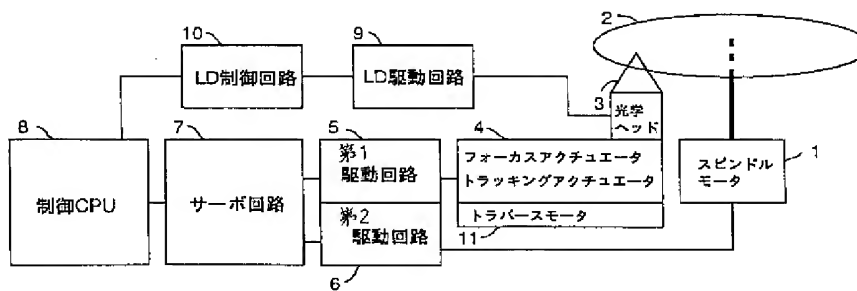 10
9
2
LD制御回路
LD駆動回路
3
光学
ヘッド
8
7
5
4
1
制御CPU
サーボ回路
第1
駆動回路
フォーカスアクチュエータ
トラッキングアクチュエータ
スピンドル
モータ
第2
駆動回路
トラバースモータ
11
6